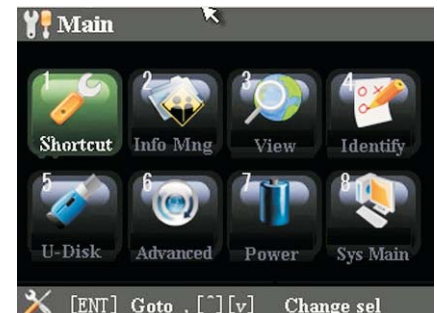 Main
1 2 3 4
Shortcut Info Mng View Identify
5 6 7 8
U-Disk Advanced Power Sys Main
[ENT] Goto , [^][v] Change sel